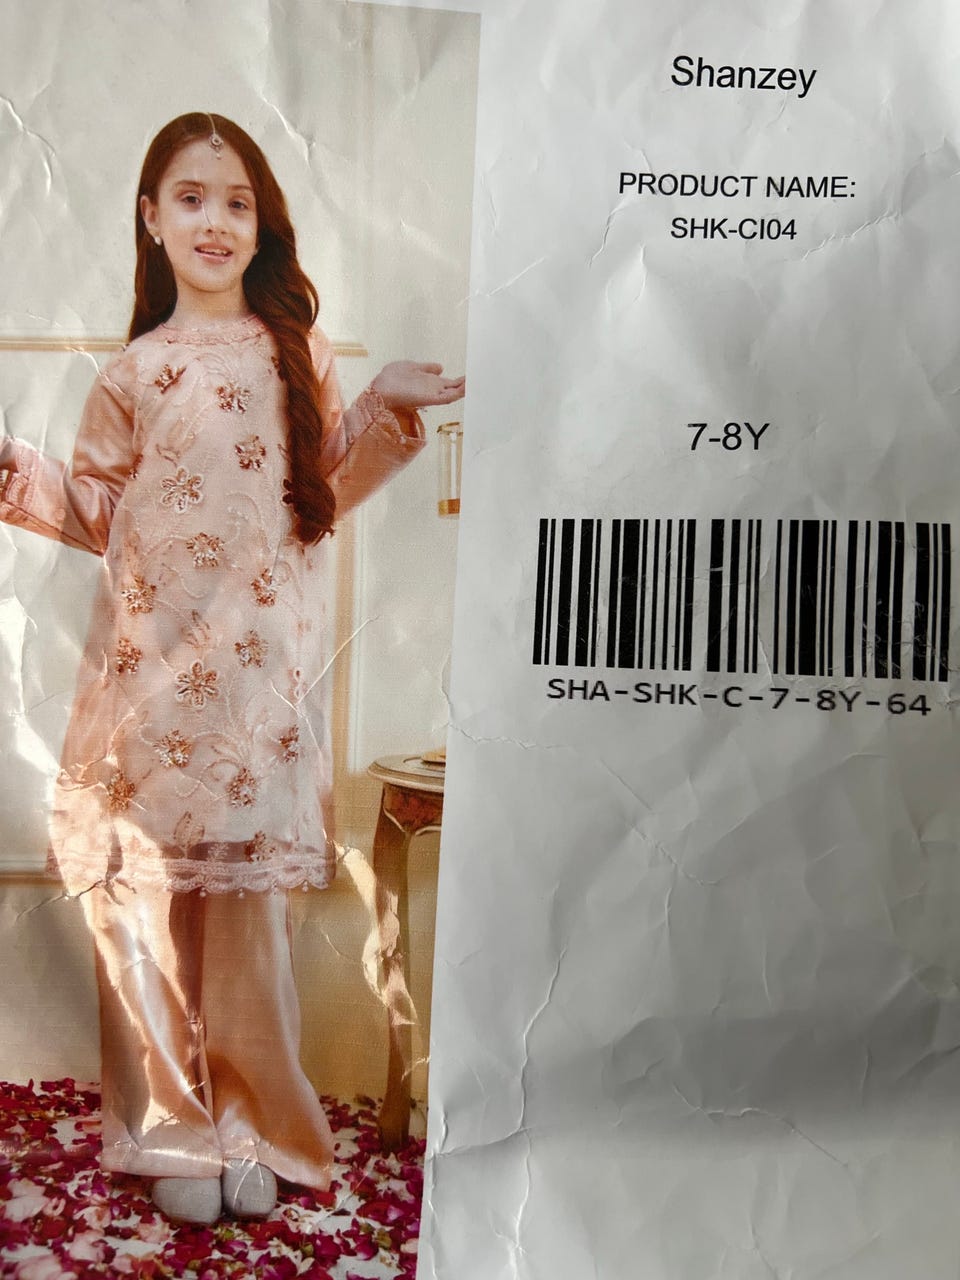 Shanzey
PRODUCT NAME:
SHK-CI04
7-8Y
SHA-SHK-C-7-8Y-64